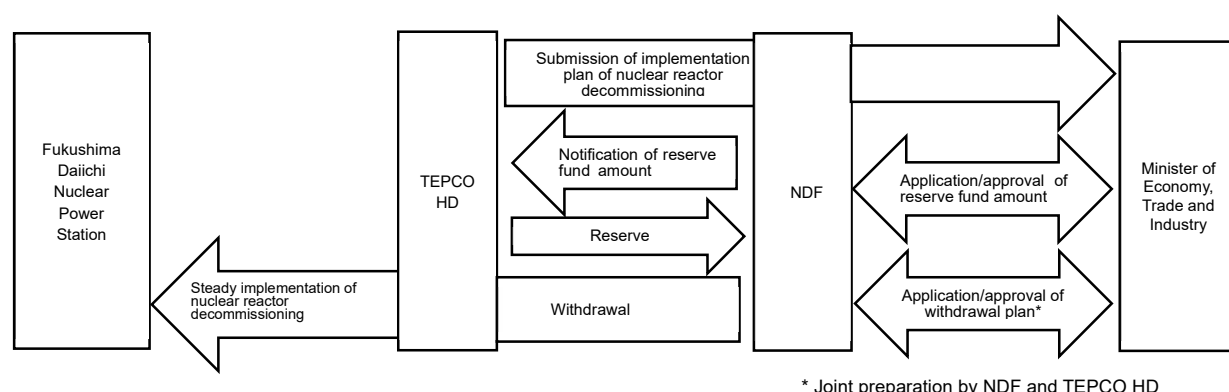 Fukushima
Daiichi
Nuclear
Power
Station
TEPCO
HD
Submission of implementation
plan of nuclear reactor
decommissioning
Notification of reserve
fund amount
Reserve
Withdrawal
Steady implementation of
nuclear reactor
decommissioning
NDF
Application/approval of
reserve fund amount
Application/approval of
withdrawal plan*
Minister of
Economy,
Trade and
Industry
* Joint preparation by NDF and TEPCO HD